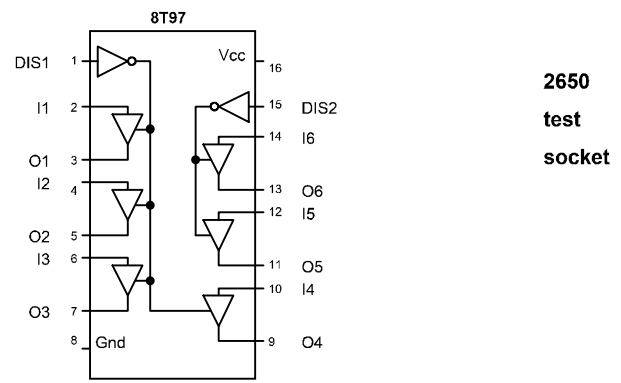 8T97
DIS1 1 Vcc 16
2650
I1 2 15 DIS2
test
14 I6
O1 3
socket
I2 4 13 O6
12 I5
O2 5
I3 6 11 O5
10 I4
O3 7
8 Gnd 9 O4